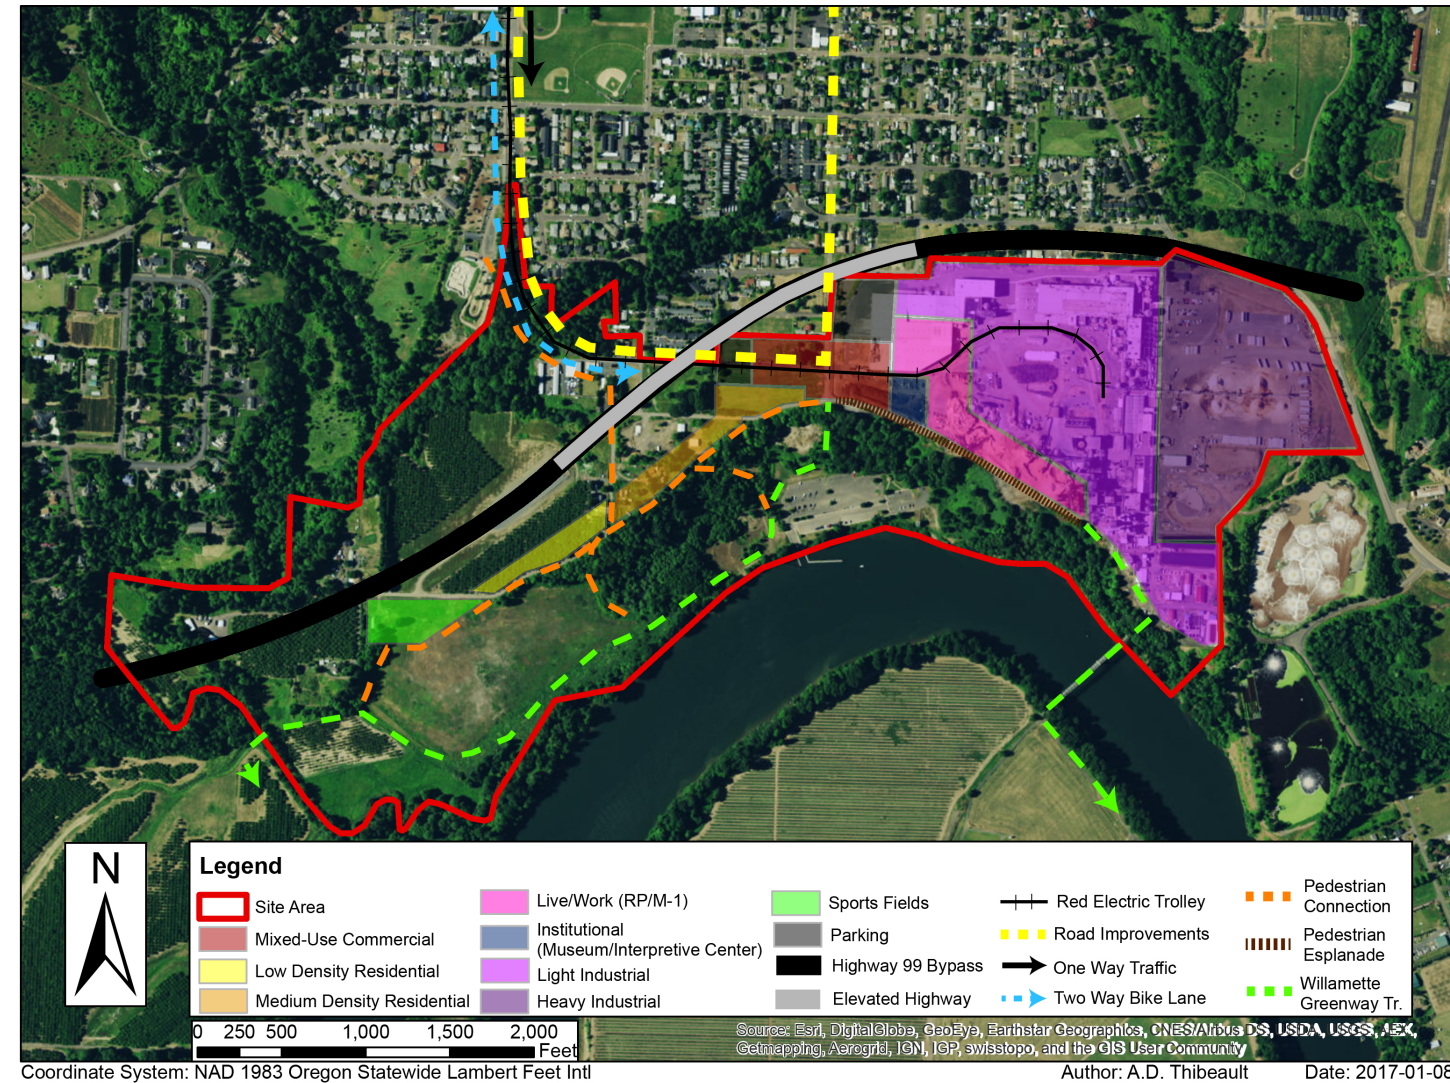 N
Legend
Site Area
Mixed-Use Commercial
Low Density Residential
Medium Density Residential
Live/Work (RP/M-1)
Institutional
(Museum/Interpretive Center)
Light Industrial
Heavy Industrial
Sports Fields
Parking
Highway 99 Bypass
Elevated Highway
Red Electric Trolley
Road Improvements
One Way Traffic
Two Way Bike Lane
Pedestrian
Connection
Pedestrian
Esplanade
Willamette
Greenway Tr.
0 250 500 1,000 1,500 2,000
Feet
Source: Esri, DigitalGlobe, GeoEye, Earthstar Geographics, CNES/Airbus DS, USDA, USGS, AEX,
Getmapping, Aerogrid, IGN, IGP, swisstopo, and the GIS User Community
Coordinate System: NAD 1983 Oregon Statewide Lambert Feet Intl
Author: A.D. Thibeault
Date: 2017-01-08